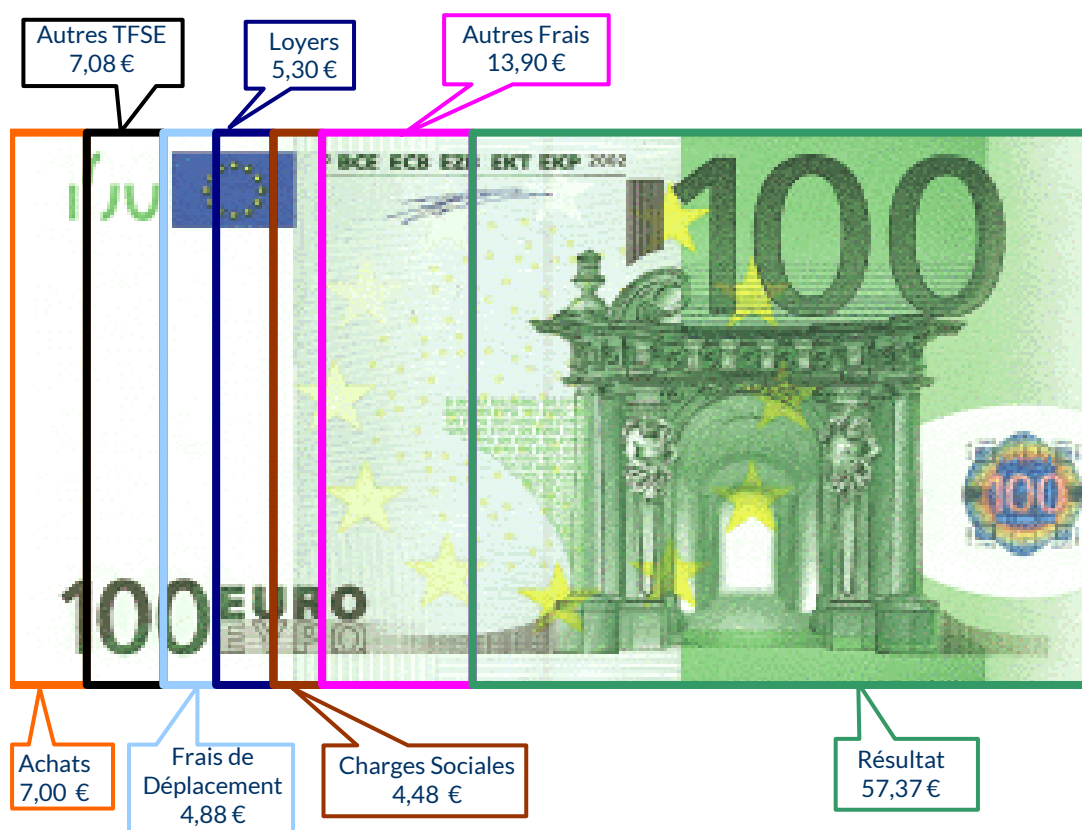 Autres TFSE
7,08 €
Loyers
5,30 €
Autres Frais
13,90 €
BCE ECB EZB EKT EKP 2002
100
100
100 EURO
ΕΥΡΩ
Achats
7,00 €
Frais de
Déplacement
4,88 €
Charges Sociales
4,48 €
Résultat
57,37 €